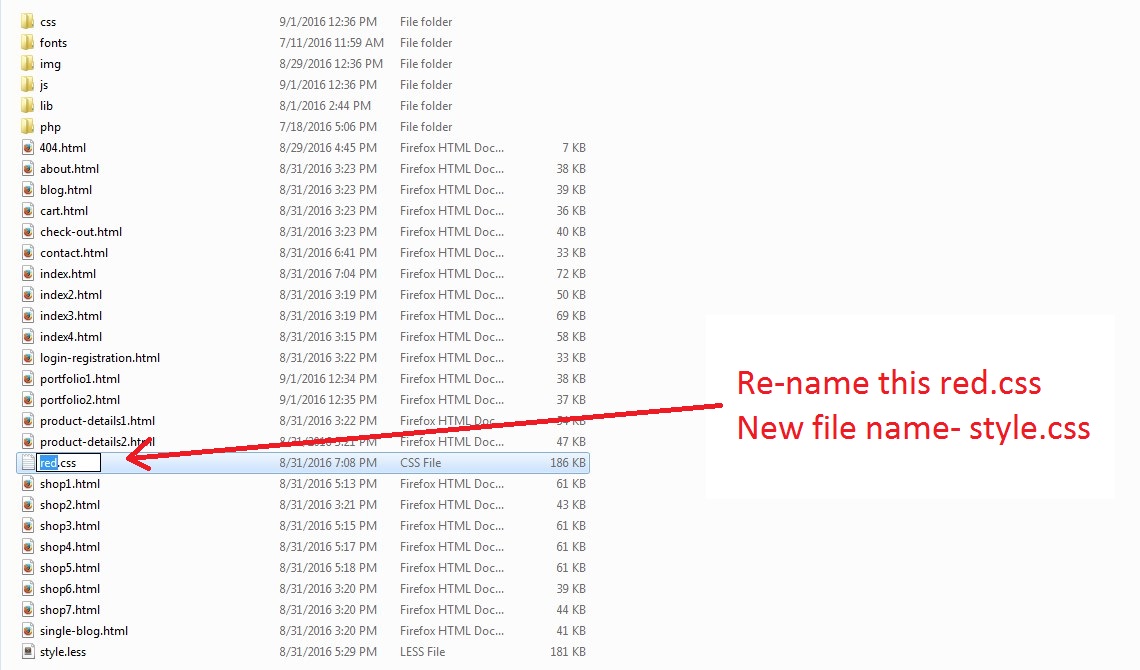 css 9/1/2016 12:36 PM File folder
fonts 7/11/2016 11:59 AM File folder
img 8/29/2016 12:36 PM File folder
js 9/1/2016 12:36 PM File folder
lib 8/1/2016 2:44 PM File folder
php 7/18/2016 5:06 PM File folder
404.html 8/29/2016 4:45 PM Firefox HTML Doc... 7 KB
about.html 8/31/2016 3:23 PM Firefox HTML Doc... 38 KB
blog.html 8/31/2016 3:23 PM Firefox HTML Doc... 39 KB
cart.html 8/31/2016 3:23 PM Firefox HTML Doc... 36 KB
check-out.html 8/31/2016 3:23 PM Firefox HTML Doc... 40 KB
contact.html 8/31/2016 6:41 PM Firefox HTML Doc... 33 KB
index.html 8/31/2016 7:04 PM Firefox HTML Doc... 72 KB
index2.html 8/31/2016 3:19 PM Firefox HTML Doc... 50 KB
index3.html 8/31/2016 3:19 PM Firefox HTML Doc... 69 KB
index4.html 8/31/2016 3:15 PM Firefox HTML Doc... 58 KB
login-registration.html 8/31/2016 3:22 PM Firefox HTML Doc... 33 KB
portfolio1.html 9/1/2016 12:34 PM Firefox HTML Doc... 38 KB
portfolio2.html 9/1/2016 12:35 PM Firefox HTML Doc... 37 KB
product-details1.html 8/31/2016 3:22 PM Firefox HTML Doc... 54 KB
product-details2.html 8/31/2016 3:21 PM Firefox HTML Doc... 47 KB
red.css 8/31/2016 7:08 PM CSS File 186 KB
shop1.html 8/31/2016 5:13 PM Firefox HTML Doc... 61 KB
shop2.html 8/31/2016 3:21 PM Firefox HTML Doc... 43 KB
shop3.html 8/31/2016 5:15 PM Firefox HTML Doc... 61 KB
shop4.html 8/31/2016 5:17 PM Firefox HTML Doc... 61 KB
shop5.html 8/31/2016 5:18 PM Firefox HTML Doc... 61 KB
shop6.html 8/31/2016 3:20 PM Firefox HTML Doc... 39 KB
shop7.html 8/31/2016 3:20 PM Firefox HTML Doc... 44 KB
single-blog.html 8/31/2016 3:20 PM Firefox HTML Doc... 41 KB
style.less 8/31/2016 5:29 PM LESS File 181 KB
Re-name this red.css
New file name- style.css